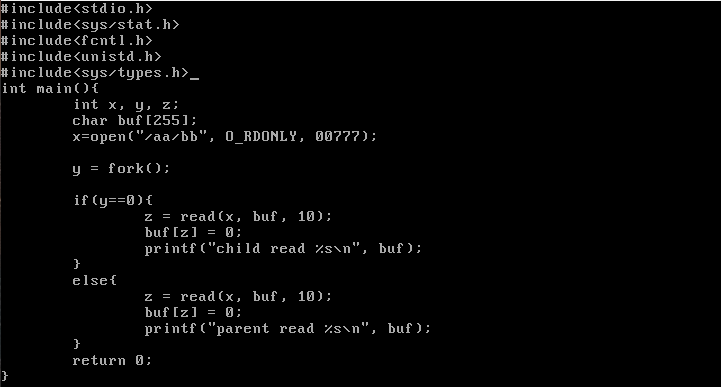 #include<stdio.h>
#include<sys/stat.h>
#include<fcntl.h>
#include<unistd.h>
#include<sys/types.h>_
int main(){
        int x, y, z;
        char buf[255];
        x=open("/aa/bb", O_RDONLY, 00777);

        y = fork();

        if(y==0){
                z = read(x, buf, 10);
                buf[z] = 0;
                printf("child read %s\n", buf);
        }
        else{
                z = read(x, buf, 10);
                buf[z] = 0;
                printf("parent read %s\n", buf);
        }
        return 0;
}